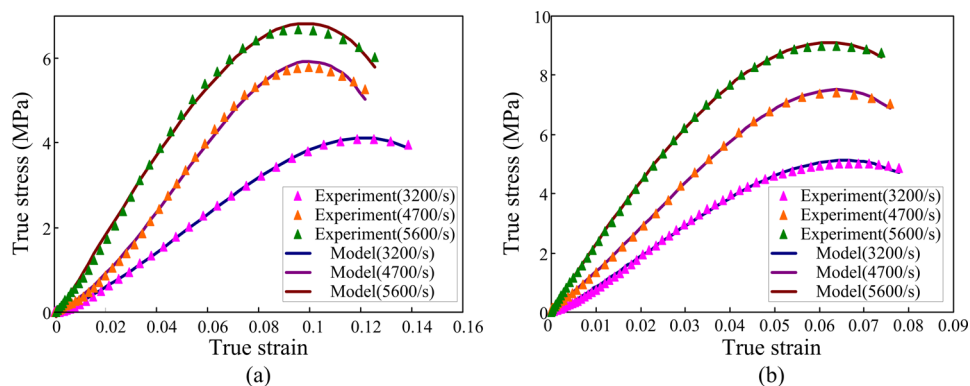 (a)
True stress (MPa)
6
4
2
0
0 0.02 0.04 0.06 0.08 0.1 0.12 0.14 0.16
True strain
Experiment(3200/s)
Experiment(4700/s)
Experiment(5600/s)
Model(3200/s)
Model(4700/s)
Model(5600/s)
(b)
True stress (MPa)
10
8
6
4
2
0
0 0.01 0.02 0.03 0.04 0.05 0.06 0.07 0.08 0.09
True strain
Experiment(3200/s)
Experiment(4700/s)
Experiment(5600/s)
Model(3200/s)
Model(4700/s)
Model(5600/s)